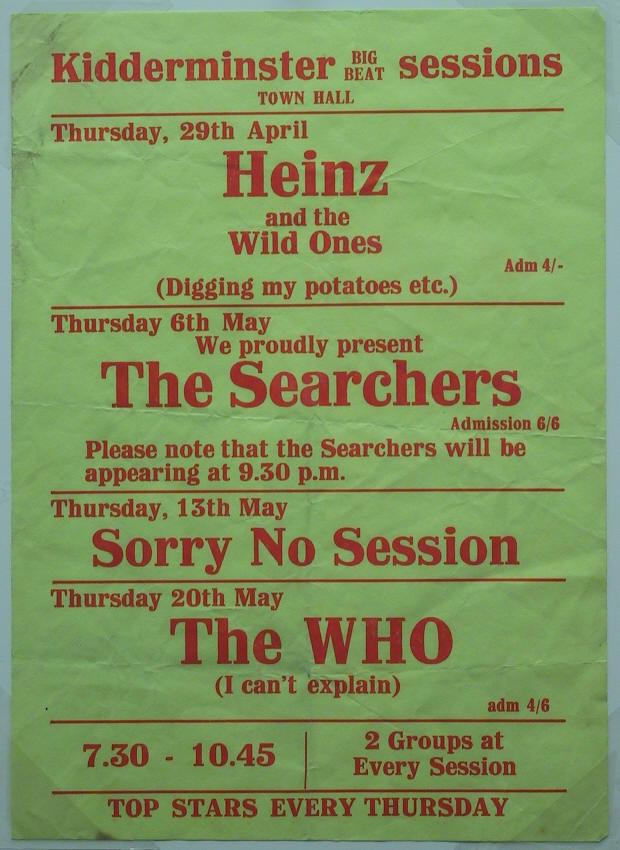 Kidderminster BIG BEAT sessions
TOWN HALL
Thursday, 29th April
Heinz
and the
Wild Ones
Adm 4/-
(Digging my potatoes etc.)
Thursday 6th May
We proudly present
The Searchers
Admission 6/6
Please note that the Searchers will be
appearing at 9.30 p.m.
Thursday, 13th May
Sorry No Session
Thursday 20th May
The WHO
(I can't explain)
adm 4/6
7.30 - 10.45
2 Groups at
Every Session
TOP STARS EVERY THURSDAY